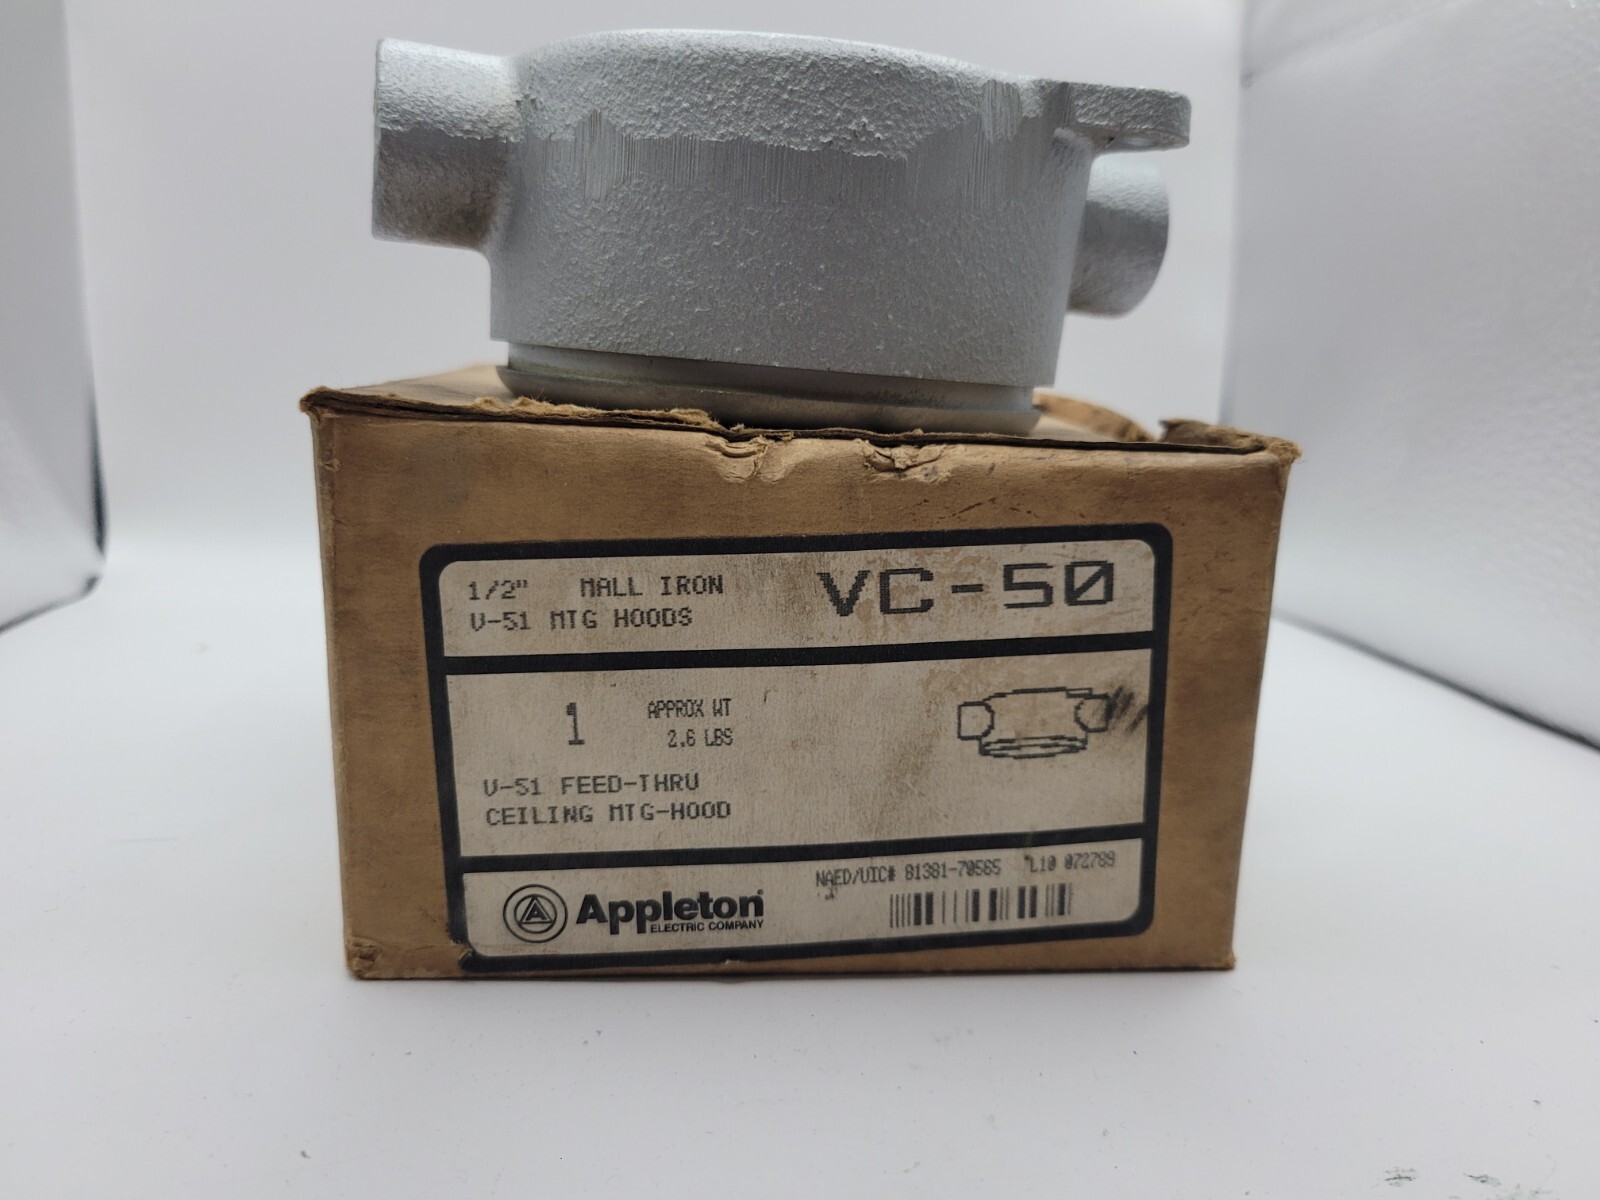 1/2" MALL IRON
V-51 MTG HOODS
VC-50
1 APPROX WT
2.6 LBS
V-51 FEED-THRU
CEILING MTG-HOOD
A Appleton®
ELECTRIC COMPANY
NAED/UIC# 81381-70565 L10 072789